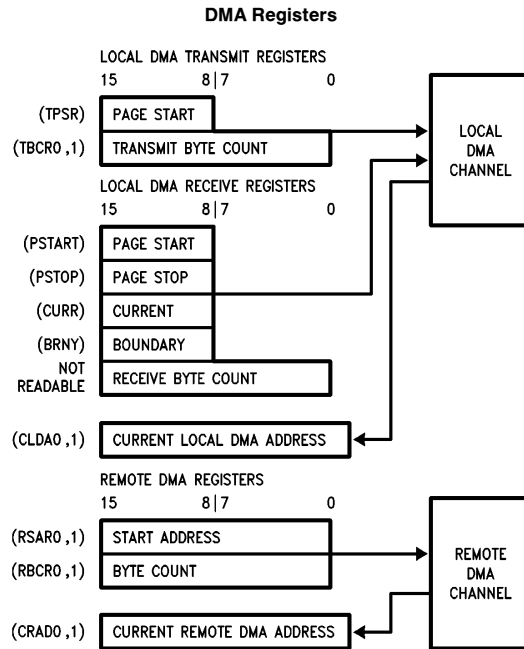 DMA Registers
LOCAL DMA TRANSMIT REGISTERS
15 8|7 0
(TPSR) PAGE START
(TBCR0,1) TRANSMIT BYTE COUNT
LOCAL DMA CHANNEL
LOCAL DMA RECEIVE REGISTERS
15 8|7 0
(PSTART) PAGE START
(PSTOP) PAGE STOP
(CURR) CURRENT
(BRNY) BOUNDARY
NOT READABLE RECEIVE BYTE COUNT
(CLDA0,1) CURRENT LOCAL DMA ADDRESS
REMOTE DMA REGISTERS
15 8|7 0
(RSAR0,1) START ADDRESS
(RBCR0,1) BYTE COUNT
REMOTE DMA CHANNEL
(CRAD0,1) CURRENT REMOTE DMA ADDRESS